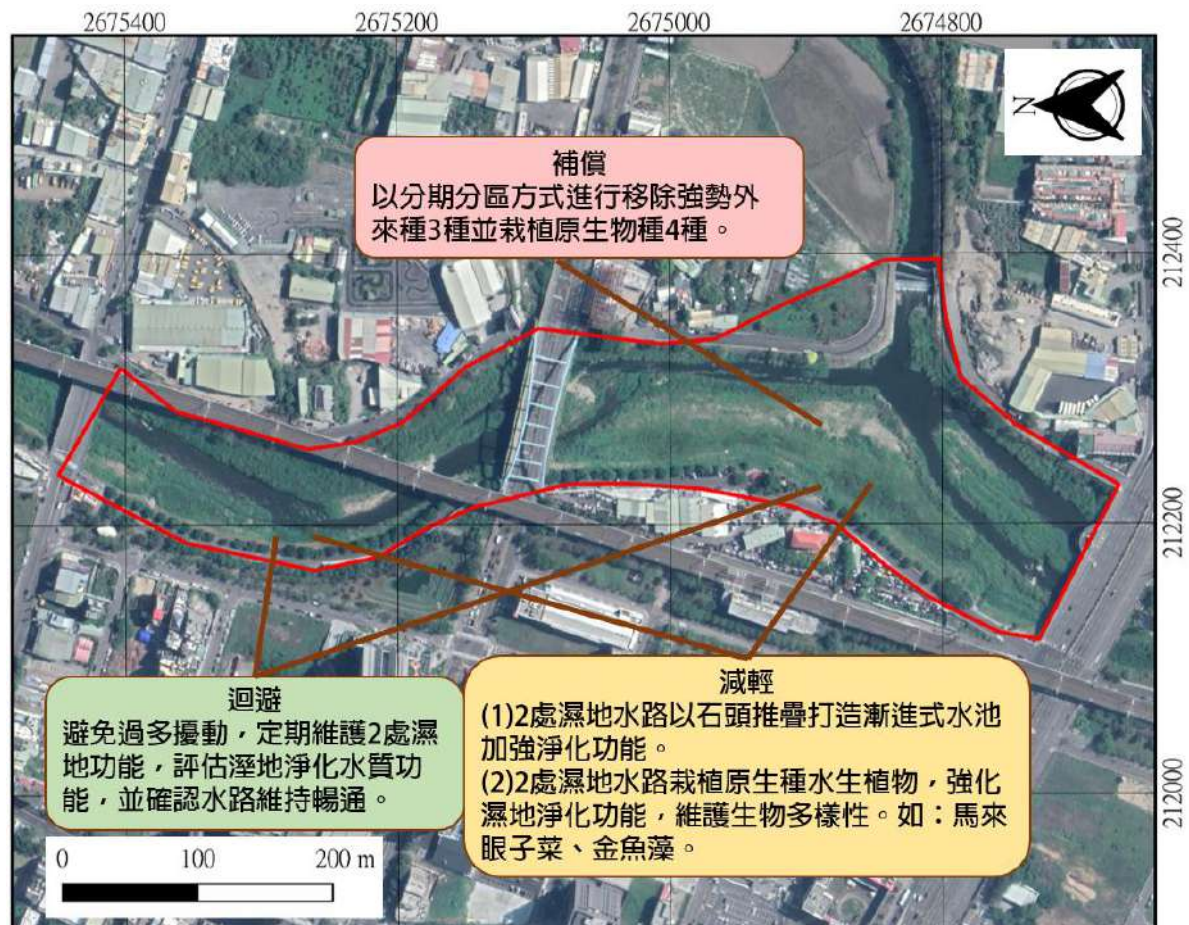 2675400
2675200
2675000
2674800
N
補償
以分期分區方式進行移除強勢外
來種3種並栽植原生物種4種。
212400
212200
迴避
避免過多擾動，定期維護2處濕
地功能，評估溼地淨化水質功
能，並確認水路維持暢通。
減輕
(1)2處濕地水路以石頭推疊打造漸進式水池
加強淨化功能。
(2)2處濕地水路栽植原生種水生植物，強化
濕地淨化功能，維護生物多樣性。如：馬來
眼子菜、金魚藻。
212000
0
100
200 m